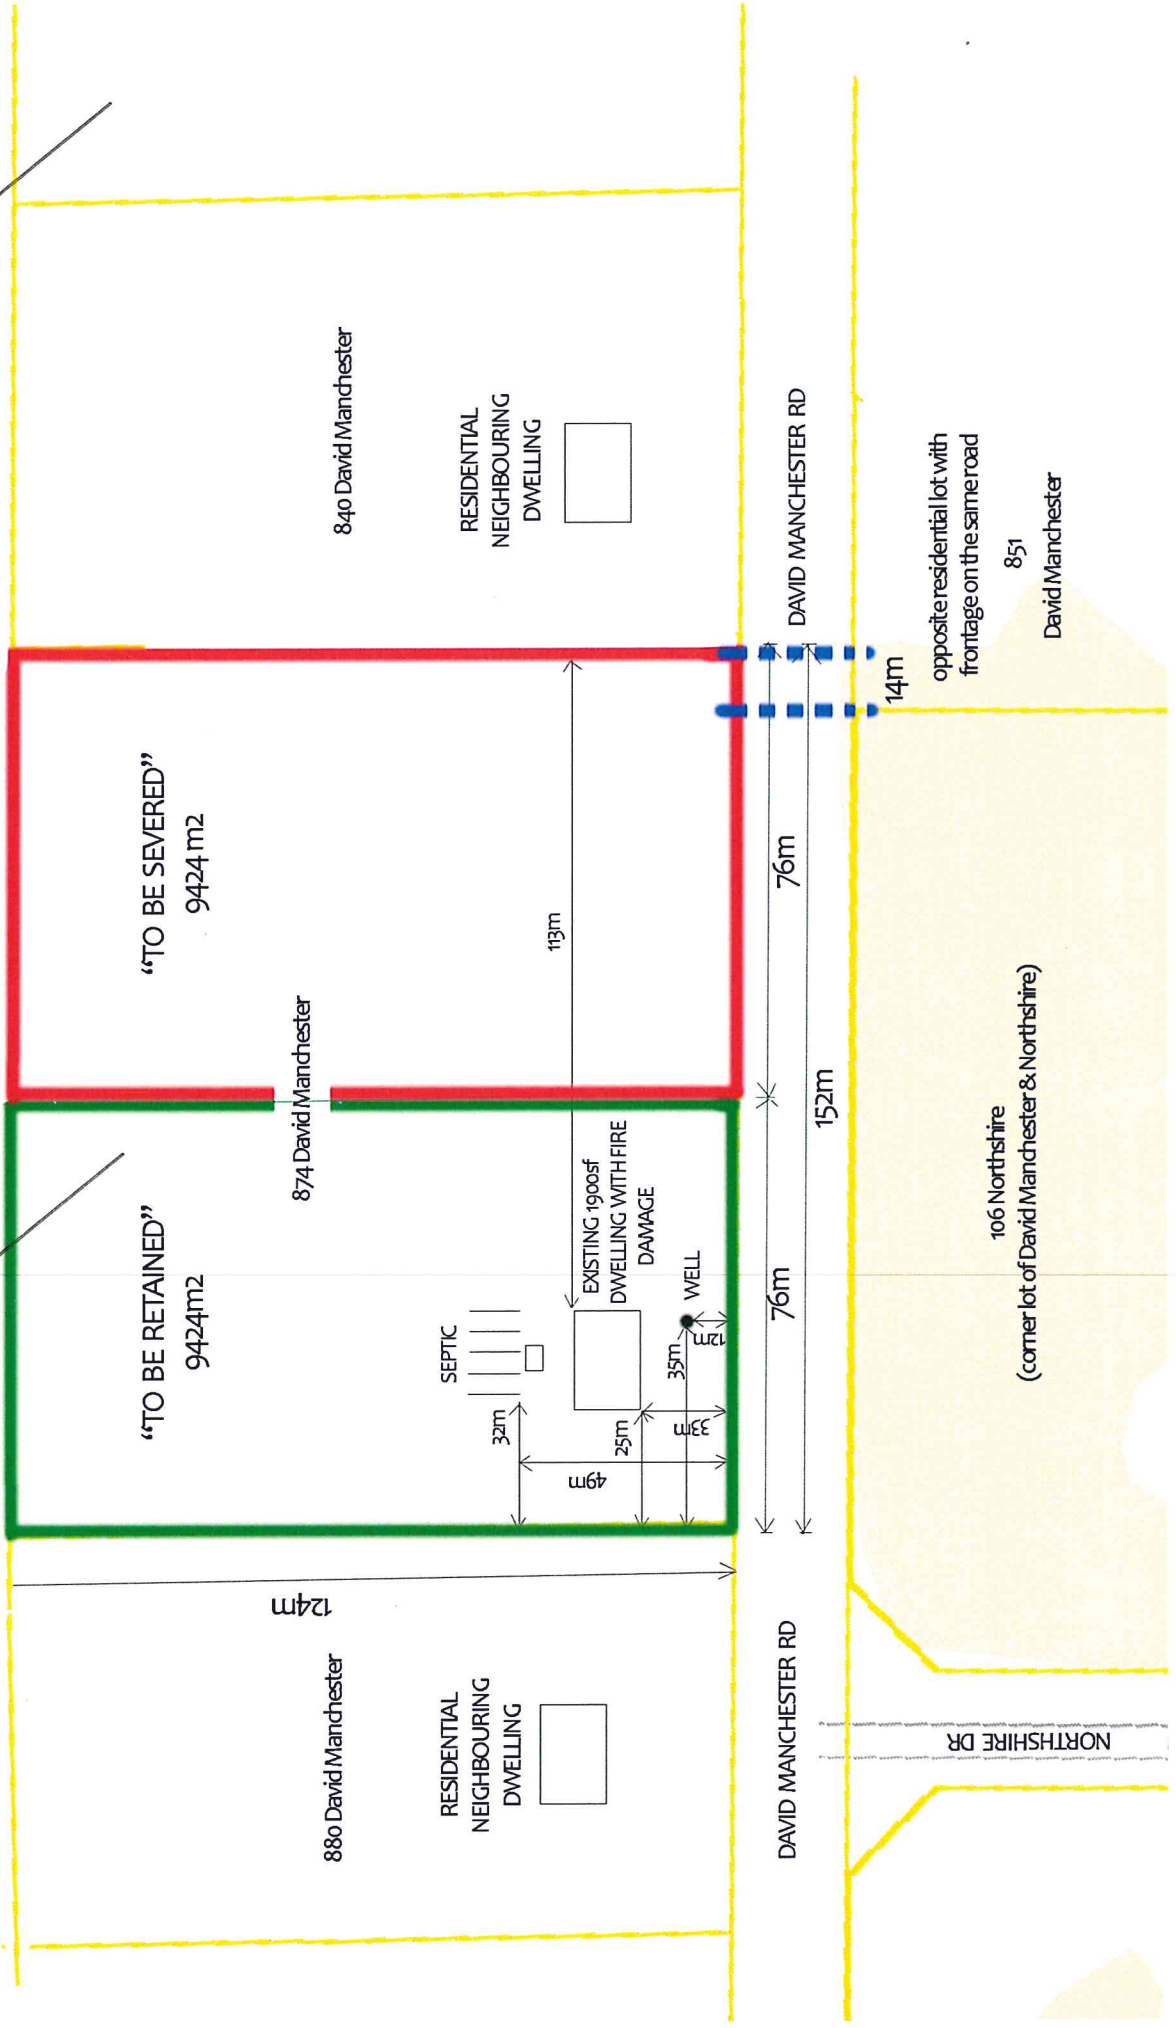 880 David Manchester
RESIDENTIAL
NEIGHBOURING
DWELLING
124m
"TO BE RETAINED"
9424m2
874 David Manchester
"TO BE SEVERED"
9424 m2
840 David Manchester
RESIDENTIAL
NEIGHBOURING
DWELLING
SEPTIC
EXISTING 1900sf
DWELLING WITH FIRE
DAMAGE
WELL
32m
49m
25m
33m
35m
12m
113m
76m
76m
152m
14m
DAVID MANCHESTER RD
DAVID MANCHESTER RD
NORTHSHIRE DR
106 Northshire
(corner lot of David Manchester & Northshire)
opposite residential lot with
frontage on the same road
851
David Manchester